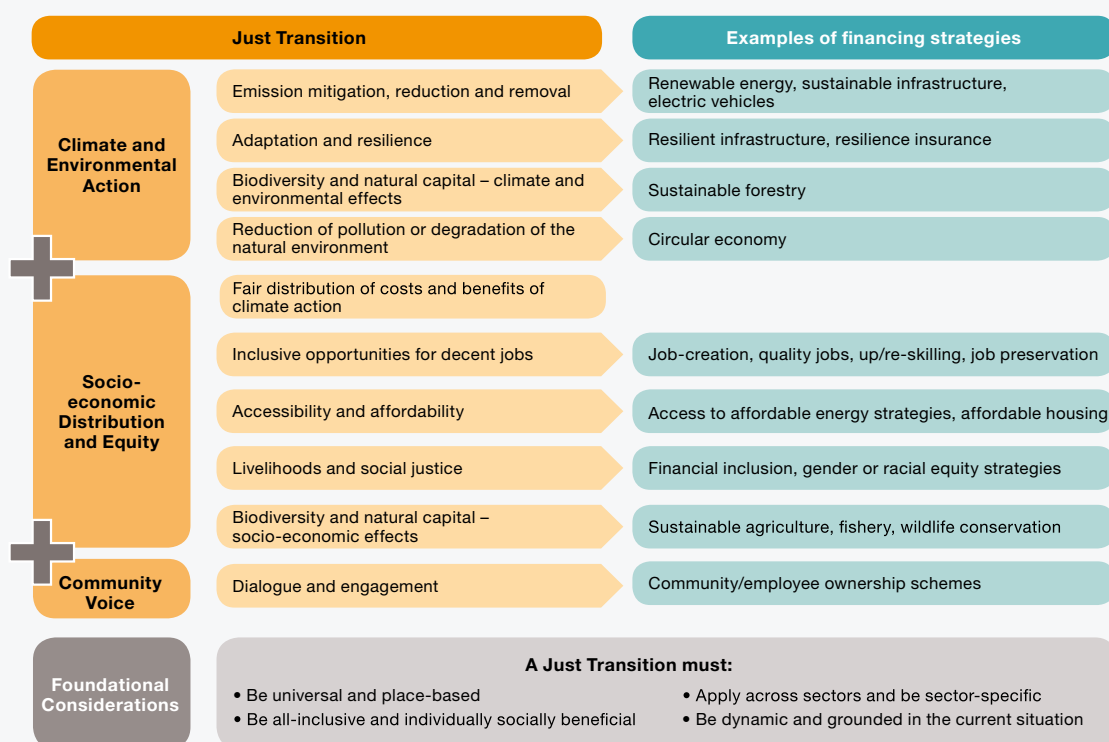 Just Transition
Examples of financing strategies
Climate and
Environmental
Action
Emission mitigation, reduction and removal
Renewable energy, sustainable infrastructure,
electric vehicles
Adaptation and resilience
Resilient infrastructure, resilience insurance
Biodiversity and natural capital – climate and
environmental effects
Sustainable forestry
Reduction of pollution or degradation of the
natural environment
Circular economy
Socio-
economic
Distribution
and Equity
Fair distribution of costs and benefits of
climate action
Inclusive opportunities for decent jobs
Job-creation, quality jobs, up/re-skilling, job preservation
Accessibility and affordability
Access to affordable energy strategies, affordable housing
Livelihoods and social justice
Financial inclusion, gender or racial equity strategies
Biodiversity and natural capital –
socio-economic effects
Sustainable agriculture, fishery, wildlife conservation
Community
Voice
Dialogue and engagement
Community/employee ownership schemes
Foundational
Considerations
A Just Transition must:
• Be universal and place-based
• Be all-inclusive and individually socially beneficial
• Apply across sectors and be sector-specific
• Be dynamic and grounded in the current situation